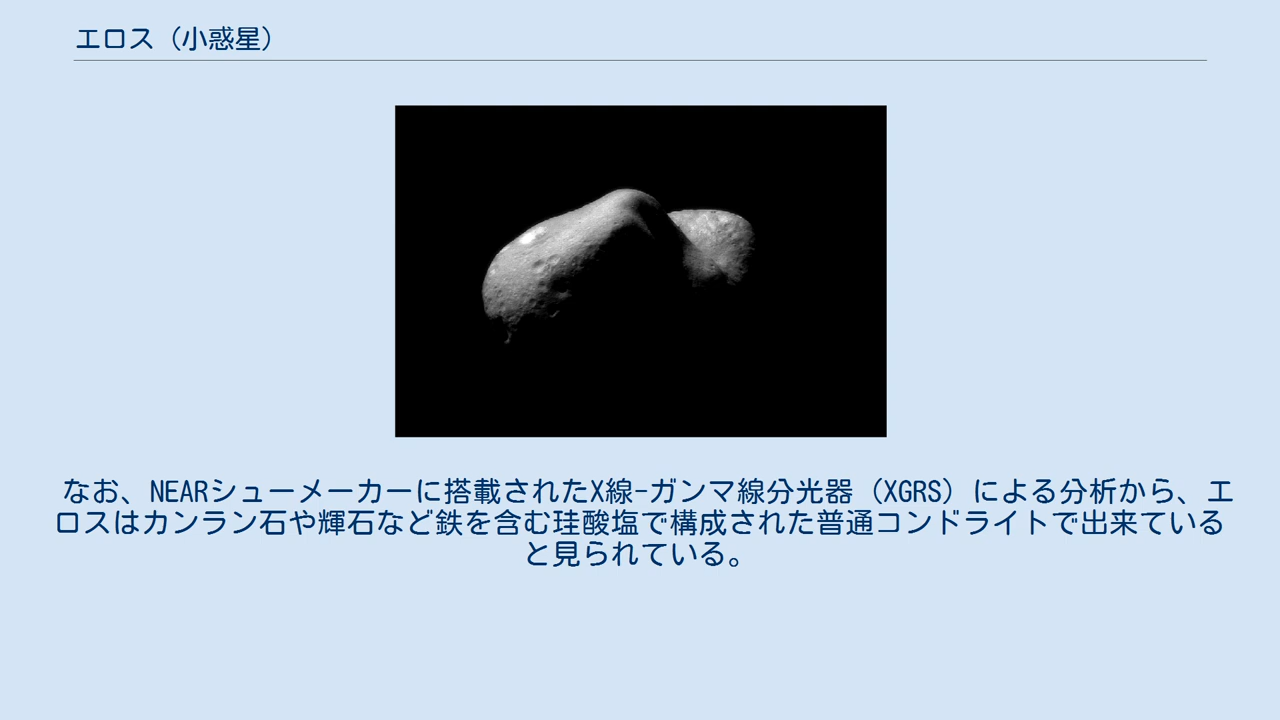 エロス（小惑星）
なお、NEARシューメーカーに搭載されたX線-ガンマ線分光器（XGRS）による分析から、エ
ロスはカンラン石や輝石など鉄を含む珪酸塩で構成された普通コンドライトで出来ている
と見られている。